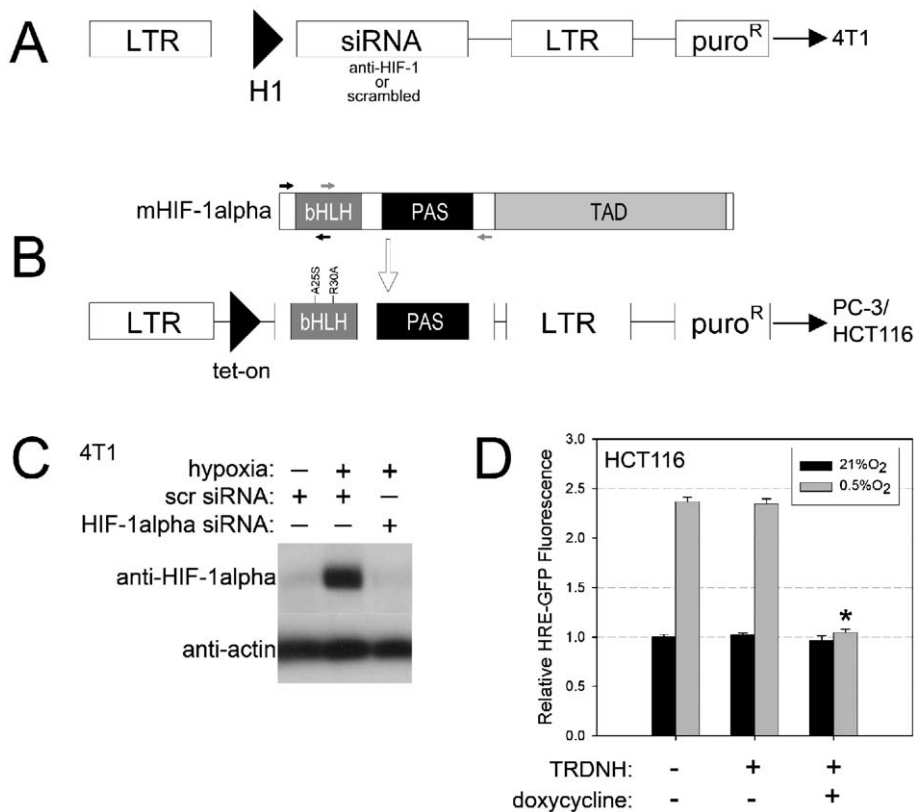 A
LTR siRNA LTR puroR 4T1
H1 anti-HIF-1
or
scrambled
mHIF-1alpha bHLH PAS TAD
B
A25S R30A
LTR bHLH PAS LTR puroR PC-3/
HCT116
tet-on
C 4T1
hypoxia: – + +
scr siRNA: + + –
HIF-1alpha siRNA: – – +
anti-HIF-1alpha
anti-actin
D
HCT116
21%O2
0.5%O2
Relative HRE-GFP Fluorescence
3.0
2.5
2.0
1.5
1.0
0.5
0.0
*
TRDNH: - + +
doxycycline: - - +